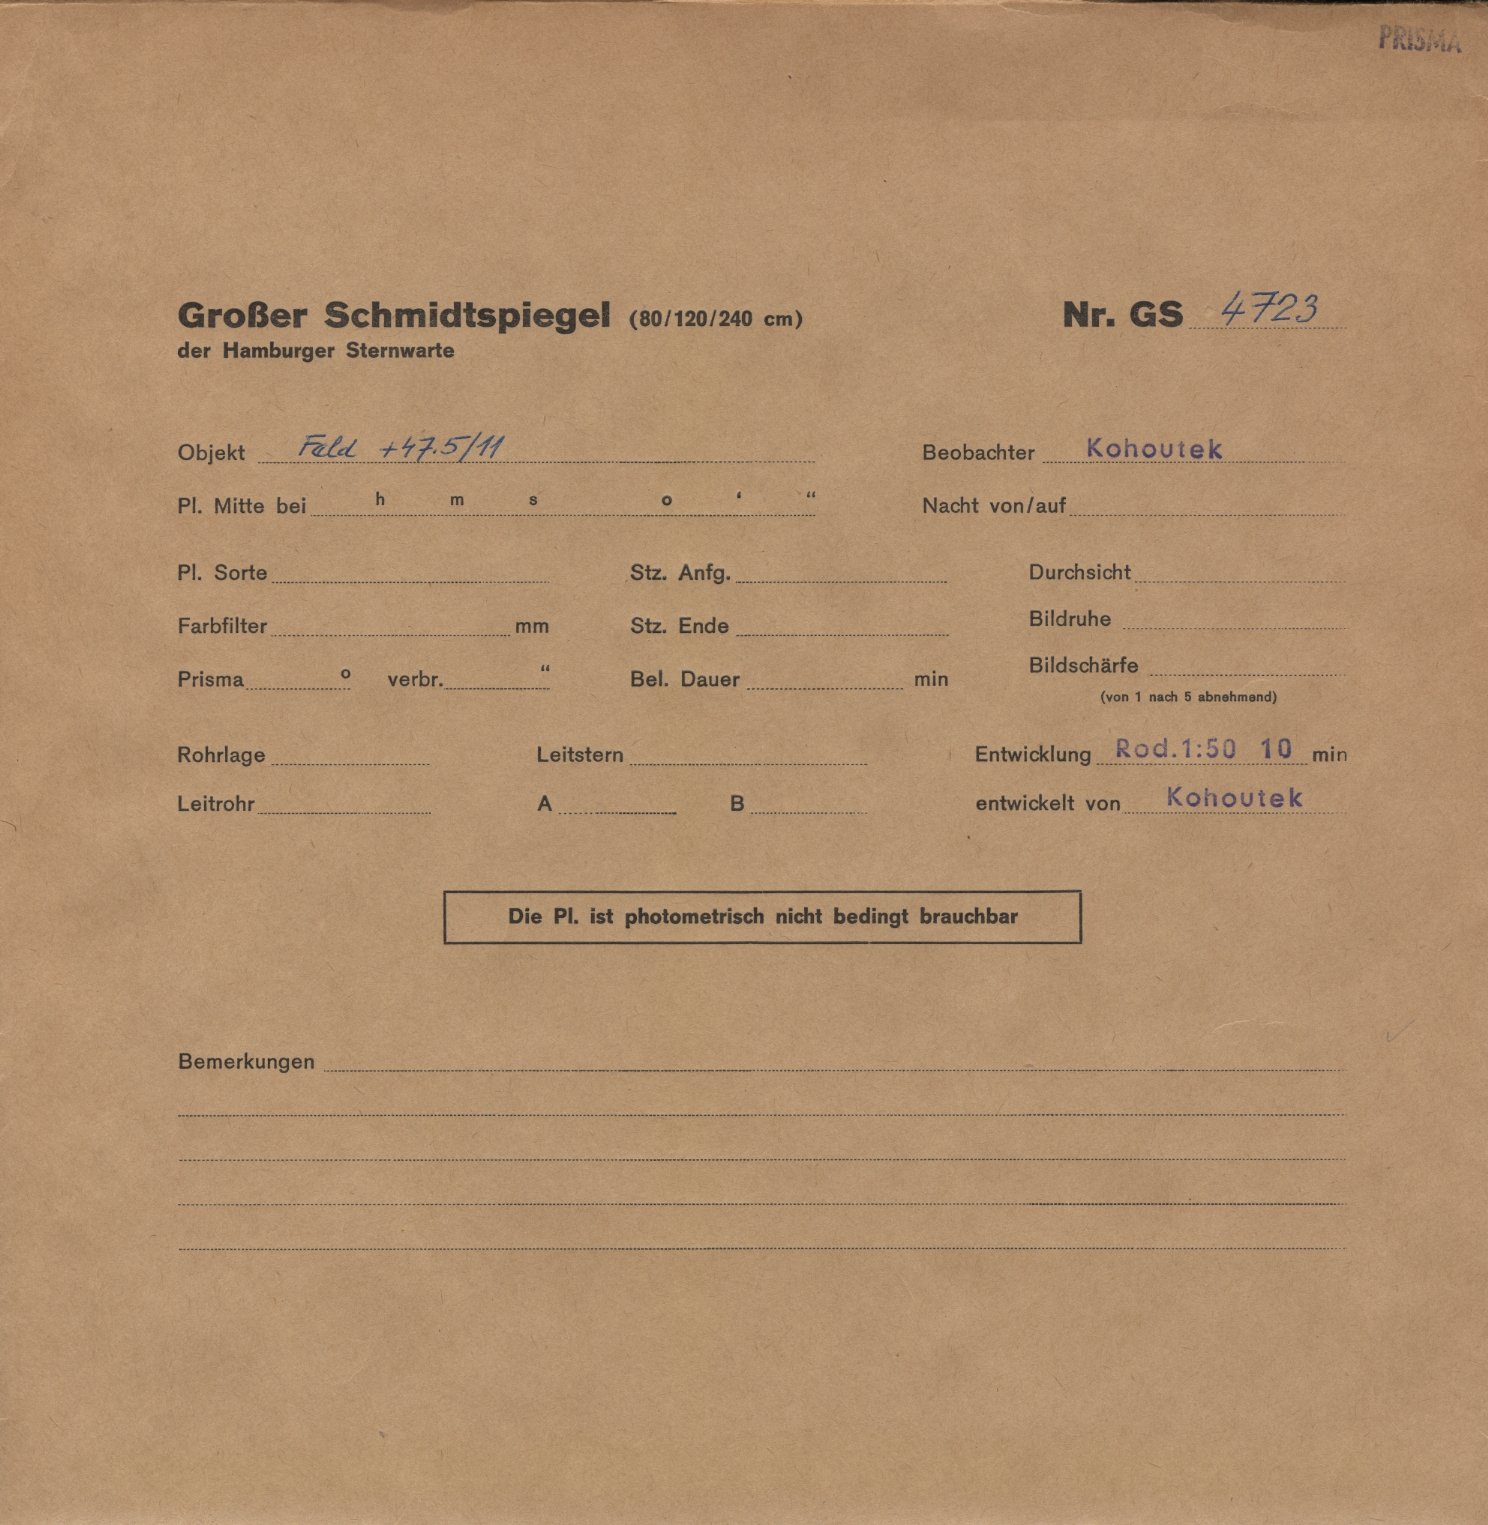 PRISMA
Großer Schmidtspiegel (80/120/240 cm) Nr. GS 4723
der Hamburger Sternwarte
Objekt Feld +47.5/11 Beobachter Kohoutek
Pl. Mitte bei h m s o ‘ “ Nacht von/auf
Pl. Sorte Stz. Anfg. Durchsicht
Farbfilter mm Stz. Ende Bildruhe
Prisma o verbr. “ Bel. Dauer min Bildschärfe
(von 1 nach 5 abnehmend)
Rohrlage Leitstern Entwicklung Rod.1:50 10 min
Leitrohr A B entwickelt von Kohoutek
Die Pl. ist photometrisch nicht bedingt brauchbar
Bemerkungen